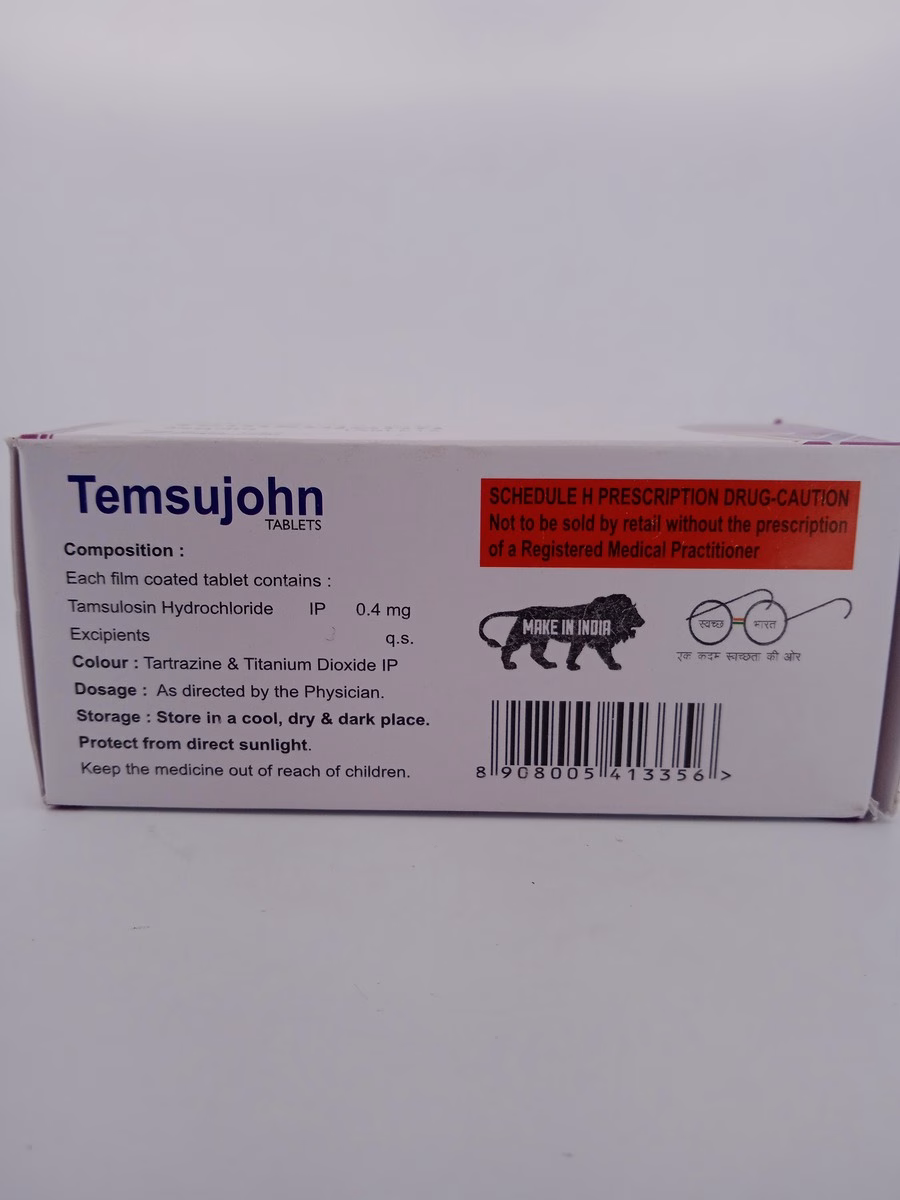 Temsujohn
TABLETS
Composition :
Each film coated tablet contains :
Tamsulosin Hydrochloride IP 0.4 mg
Excipients q.s.
Colour : Tartrazine & Titanium Dioxide IP
Dosage : As directed by the Physician.
Storage : Store in a cool, dry & dark place.
Protect from direct sunlight.
Keep the medicine out of reach of children.
SCHEDULE H PRESCRIPTION DRUG-CAUTION
Not to be sold by retail without the prescription
of a Registered Medical Practitioner
MAKE IN INDIA
स्वच्छ भारत
एक कदम स्वच्छता की ओर
8 908005 413356 >